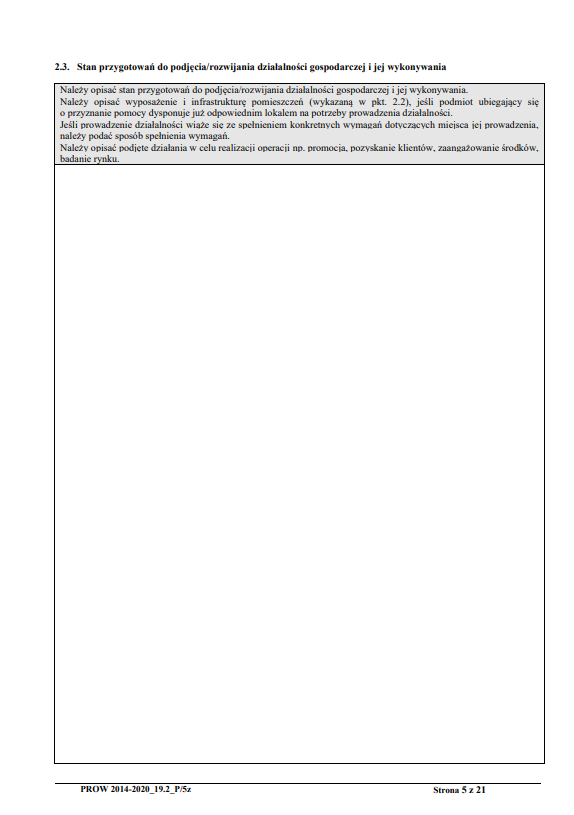 2.3. Stan przygotowań do podjęcia/rozwijania działalności gospodarczej i jej wykonywania
Należy opisać stan przygotowań do podjęcia/rozwijania działalności gospodarczej i jej wykonywania.
Należy opisać wyposażenie i infrastrukturę pomieszczeń (wykazaną w pkt. 2.2), jeśli podmiot ubiegający się
o przyznanie pomocy dysponuje już odpowiednim lokalem na potrzeby prowadzenia działalności.
Jeśli prowadzenie działalności wiąże się ze spełnieniem konkretnych wymagań dotyczących miejsca jej prowadzenia,
należy podać sposób spełnienia wymagań.
Należy opisać podjęte działania w celu realizacji operacji np. promocja, pozyskanie klientów, zaangażowanie środków,
badanie rynku.
PROW 2014-2020_19.2_P/5z
Strona 5 z 21